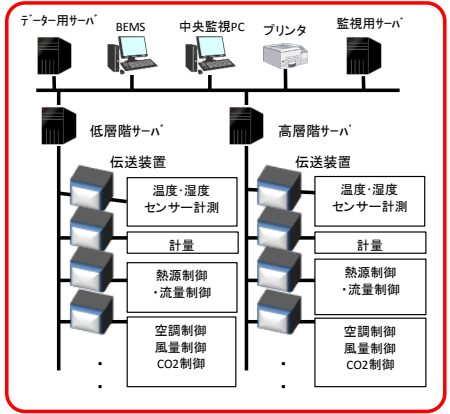 ﾃﾞｰﾀｰ用ｻｰﾊﾞ
BEMS
中央監視PC
プリンタ
監視用ｻｰﾊﾞ
低層階ｻｰﾊﾞ
高層階ｻｰﾊﾞ
伝送装置
伝送装置
温度･湿度
センサー計測
温度･湿度
センサー計測
計量
計量
熱源制御
･流量制御
熱源制御
･流量制御
空調制御
風量制御
CO2制御
空調制御
風量制御
CO2制御